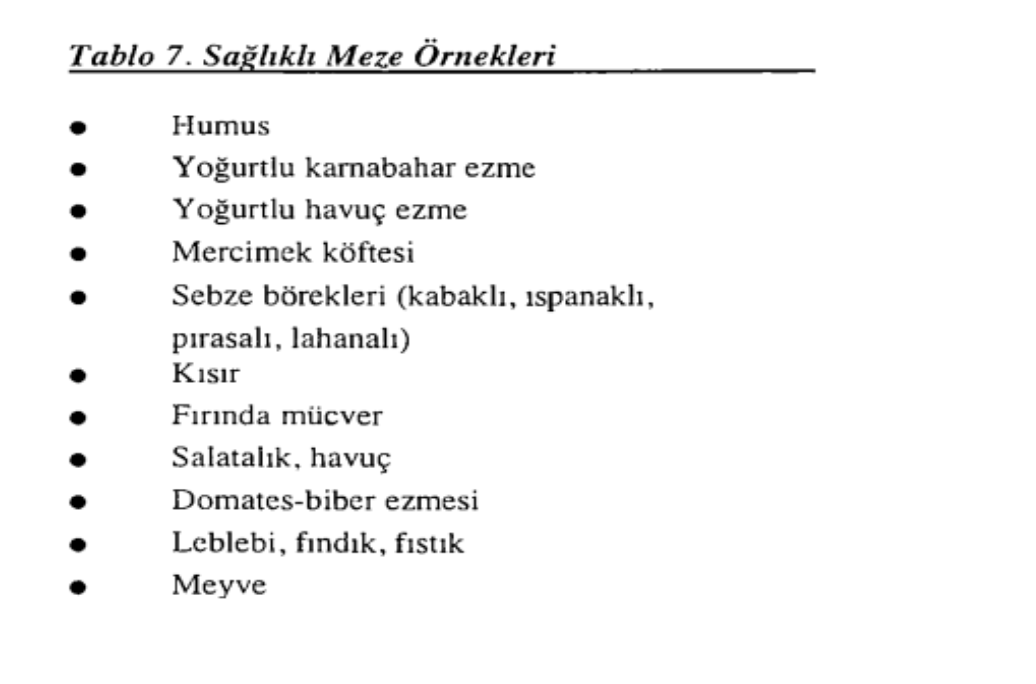 Tablo 7. Sağlıklı Meze Örnekleri
● Humus
● Yoğurtlu karnabahar ezme
● Yoğurtlu havuç ezme
● Mercimek köftesi
● Sebze börekleri (kabaklı, ıspanaklı,
pırasalı, lahanalı)
● Kısır
● Fırında mücver
● Salatalık, havuç
● Domates-biber ezmesi
● Leblebi, fındık, fıstık
● Meyve